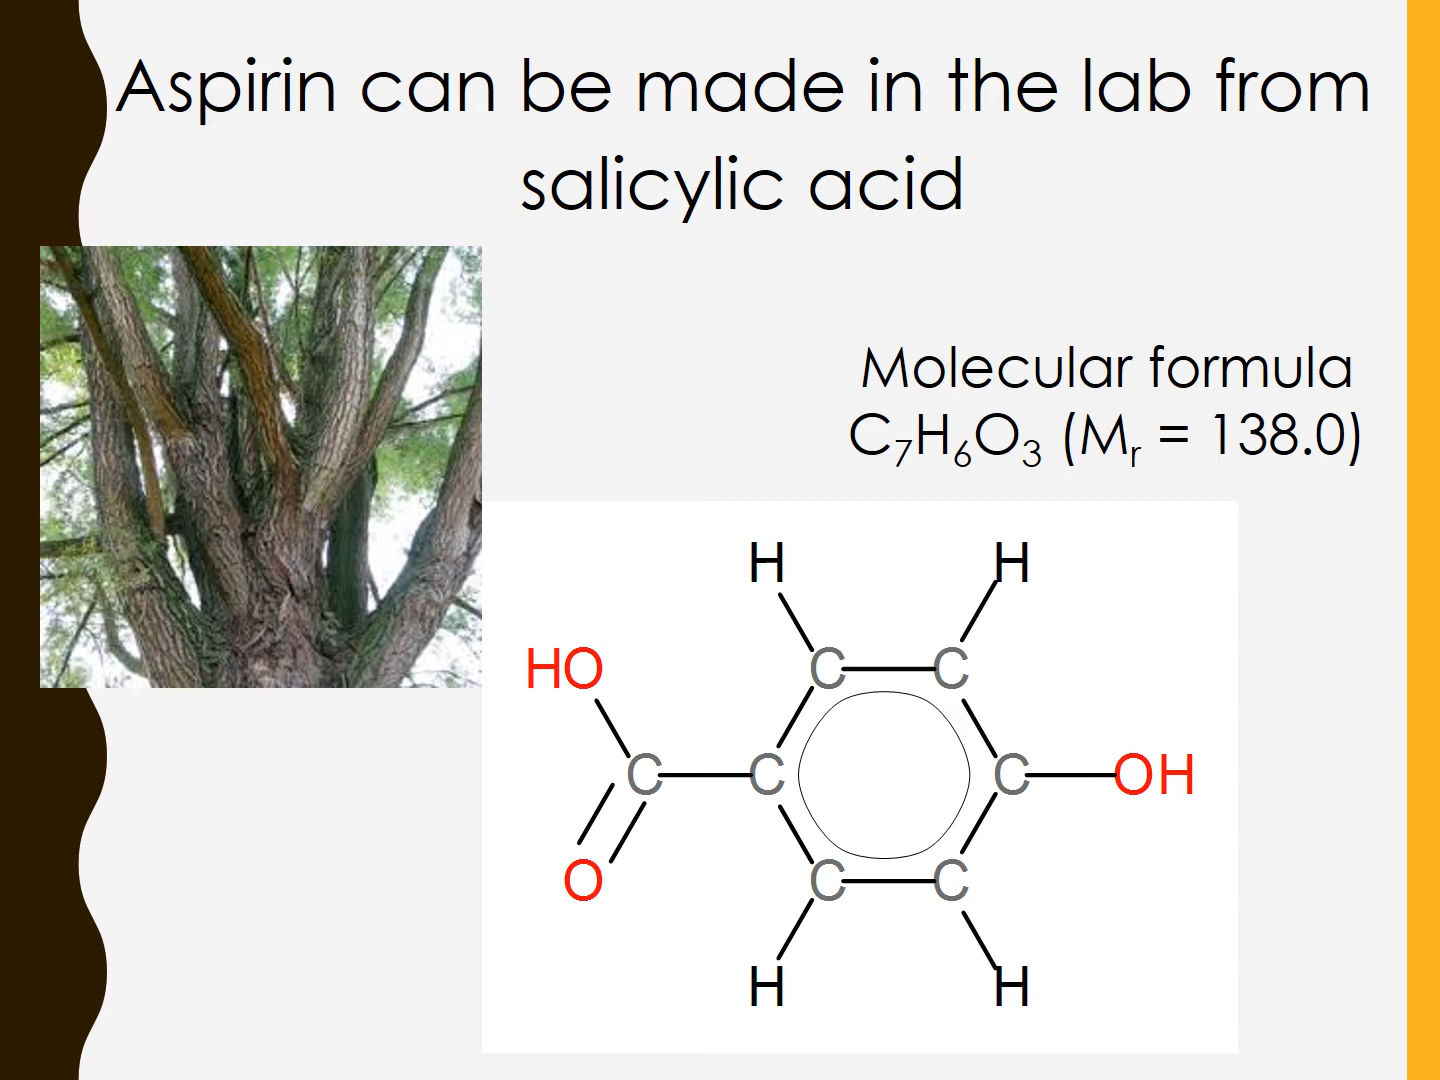 Aspirin can be made in the lab from
salicylic acid
Molecular formula
C₇H₆O₃ (Mᵣ = 138.0)
H H
HO C C
C C C OH
O C C
H H